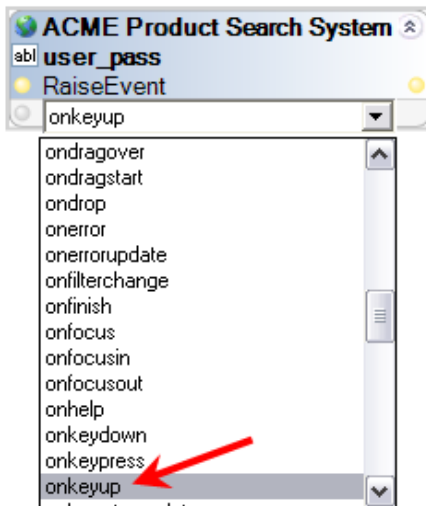 ACME Product Search System
abl user_pass
RaiseEvent
onkeyup
ondragover
ondragstart
ondrop
onerror
onerrorupdate
onfilterchange
onfinish
onfocus
onfocusin
onfocusout
onhelp
onkeydown
onkeypress
onkeyup